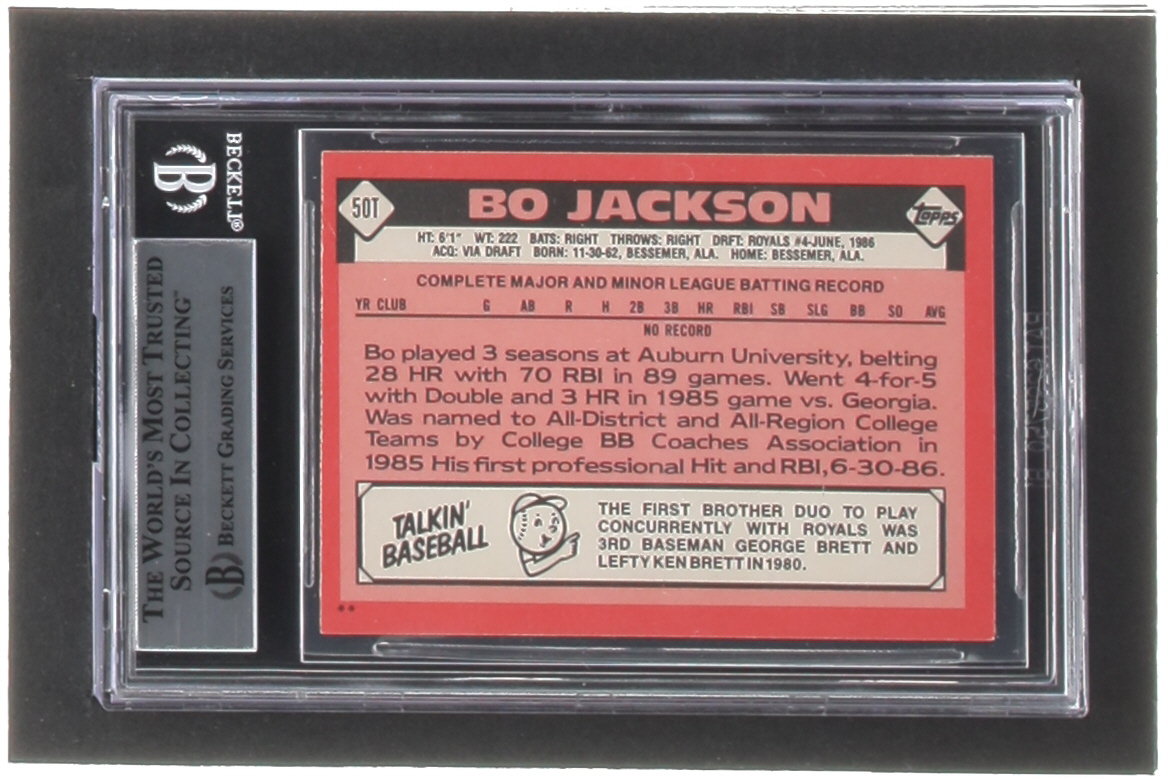 BECKETT®
B
THE WORLD'S MOST TRUSTED
SOURCE IN COLLECTING™
B BECKETT GRADING SERVICES
50T
BO JACKSON
TOPPS
HT: 6'1" WT: 222 BATS: RIGHT THROWS: RIGHT DRFT: ROYALS #4-JUNE, 1986
ACQ: VIA DRAFT BORN: 11-30-62, BESSEMER, ALA. HOME: BESSEMER, ALA.
COMPLETE MAJOR AND MINOR LEAGUE BATTING RECORD
YR CLUB G AB R H 2B 3B HR RBI SB SLG BB SO AVG
NO RECORD
Bo played 3 seasons at Auburn University, belting
28 HR with 70 RBI in 89 games. Went 4-for-5
with Double and 3 HR in 1985 game vs. Georgia.
Was named to All-District and All-Region College
Teams by College BB Coaches Association in
1985 His first professional Hit and RBI, 6-30-86.
TALKIN'
BASEBALL
THE FIRST BROTHER DUO TO PLAY
CONCURRENTLY WITH ROYALS WAS
3RD BASEMAN GEORGE BRETT AND
LEFTY KEN BRETT IN 1980.
**